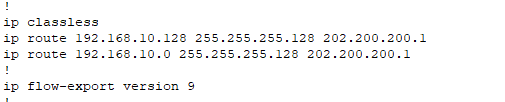 !
ip classless
ip route 192.168.10.128 255.255.255.128 202.200.200.1
ip route 192.168.10.0 255.255.255.128 202.200.200.1
!
ip flow-export version 9
!